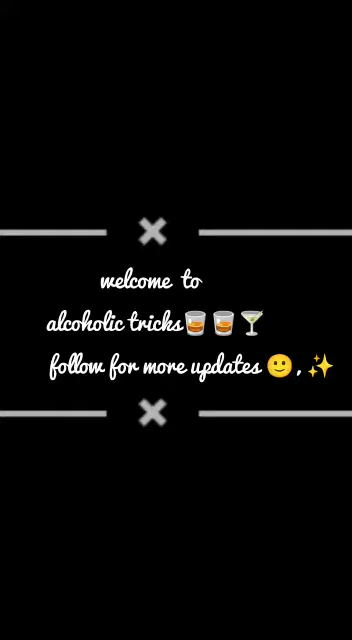 welcome to
alcoholic tricks🥃🥃🍸
follow for more updates 🙂,✨